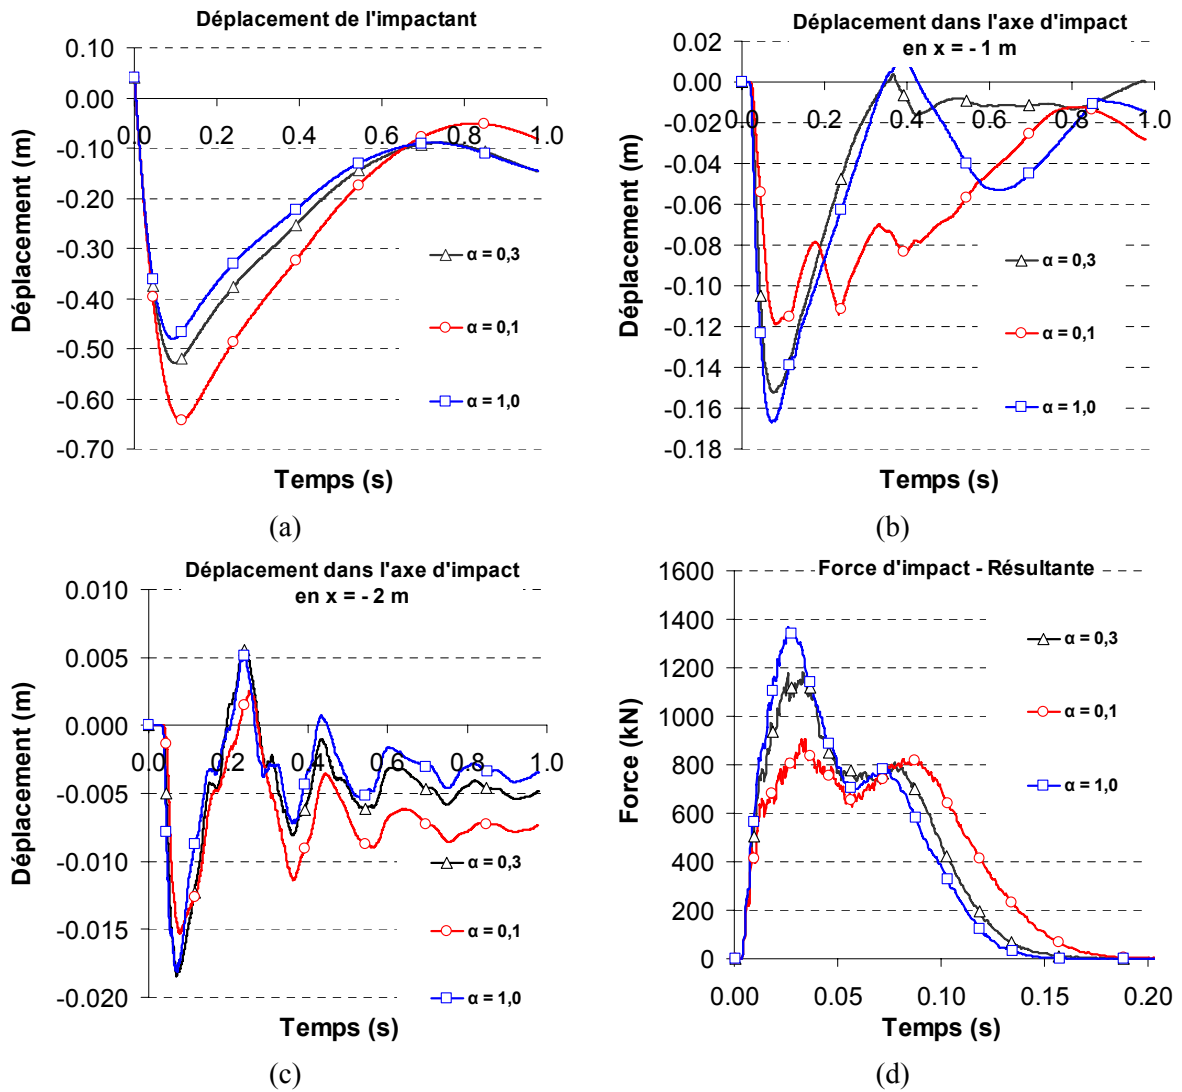 Déplacement de l'impactant
0.10
0.00
-0.10
-0.20
-0.30
-0.40
-0.50
-0.60
-0.70
0.0 0.2 0.4 0.6 0.8 1.0
Déplacement (m)
Temps (s)
α = 0,3
α = 0,1
α = 1,0
(a)
Déplacement dans l'axe d'impact
en x = - 1 m
0.02
0.00
-0.02
-0.04
-0.06
-0.08
-0.10
-0.12
-0.14
-0.16
-0.18
0.0 0.2 0.4 0.6 0.8 1.0
Déplacement (m)
Temps (s)
α = 0,3
α = 0,1
α = 1,0
(b)
Déplacement dans l'axe d'impact
en x = - 2 m
0.010
0.005
0.000
-0.005
-0.010
-0.015
-0.020
0.0 0.2 0.4 0.6 0.8 1.0
Déplacement (m)
Temps (s)
α = 0,3
α = 0,1
α = 1,0
(c)
Force d'impact - Résultante
1600
1400
1200
1000
800
600
400
200
0
0.00 0.05 0.10 0.15 0.20
Force (kN)
Temps (s)
α = 0,3
α = 0,1
α = 1,0
(d)